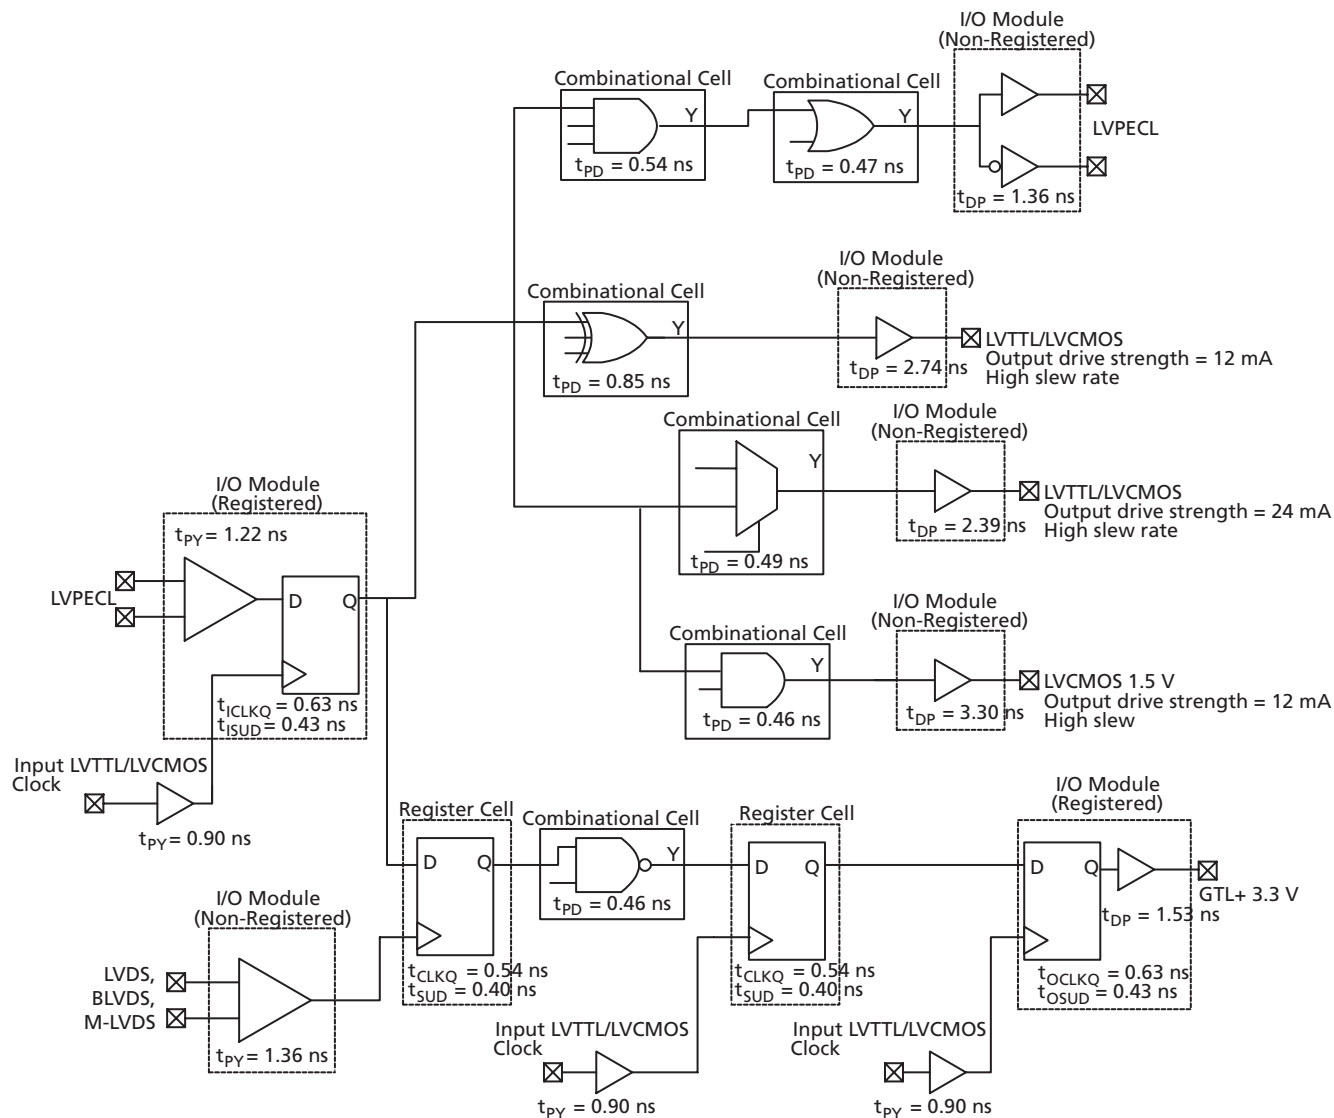 I/O Module
(Non-Registered)
Combinational Cell
Combinational Cell
Y
Y
LVPECL
tPD = 0.54 ns
tPD = 0.47 ns
tDP = 1.36 ns
I/O Module
(Non-Registered)
Combinational Cell
Y
LVTTL/LVCMOS
Output drive strength = 12 mA
High slew rate
tDP = 2.74 ns
tPD = 0.85 ns
I/O Module
(Non-Registered)
Combinational Cell
Y
LVTTL/LVCMOS
Output drive strength = 24 mA
High slew rate
tDP = 2.39 ns
tPD = 0.49 ns
I/O Module
(Registered)
tPY = 1.22 ns
LVPECL
D
Q
tICLKQ = 0.63 ns
tISUD = 0.43 ns
I/O Module
(Non-Registered)
Combinational Cell
Y
LVCMOS 1.5 V
Output drive strength = 12 mA
High slew
tDP = 3.30 ns
tPD = 0.46 ns
Input LVTTL/LVCMOS
Clock
tPY = 0.90 ns
Register Cell
D
Q
tCLKQ = 0.54 ns
tSUD = 0.40 ns
Combinational Cell
Y
tPD = 0.46 ns
Register Cell
D
Q
tCLKQ = 0.54 ns
tSUD = 0.40 ns
I/O Module
(Registered)
D
Q
GTL+ 3.3 V
tDP = 1.53 ns
tOCLKQ = 0.63 ns
tOSUD = 0.43 ns
I/O Module
(Non-Registered)
LVDS,
BLVDS,
M-LVDS
tPY = 1.36 ns
Input LVTTL/LVCMOS
Clock
tPY = 0.90 ns
Input LVTTL/LVCMOS
Clock
tPY = 0.90 ns